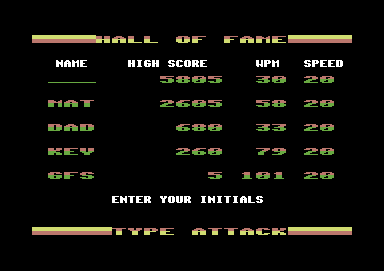 HALL OF FAME
NAME HIGH SCORE WPM SPEED
______ 5805 30 20
MAT 2605 58 20
DAD 680 33 20
KEV 260 79 20
GFS 5 101 20
ENTER YOUR INITIALS
TYPE ATTACK